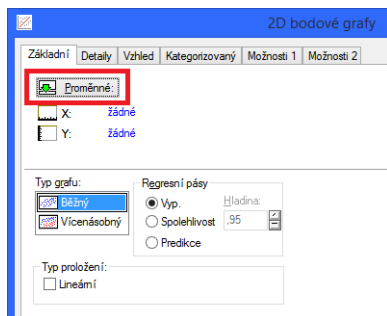 2D bodové grafy
Základní Detaily Vzhled Kategorizovaný Možnosti 1 Možnosti 2
Proměnné:
X: žádné
Y: žádné
Typ grafu:
Běžný
Vícenásobný
Regresní pásy
Vyp. Hladina:
Spolehlivost ,95
Predikce
Typ proložení:
Lineární